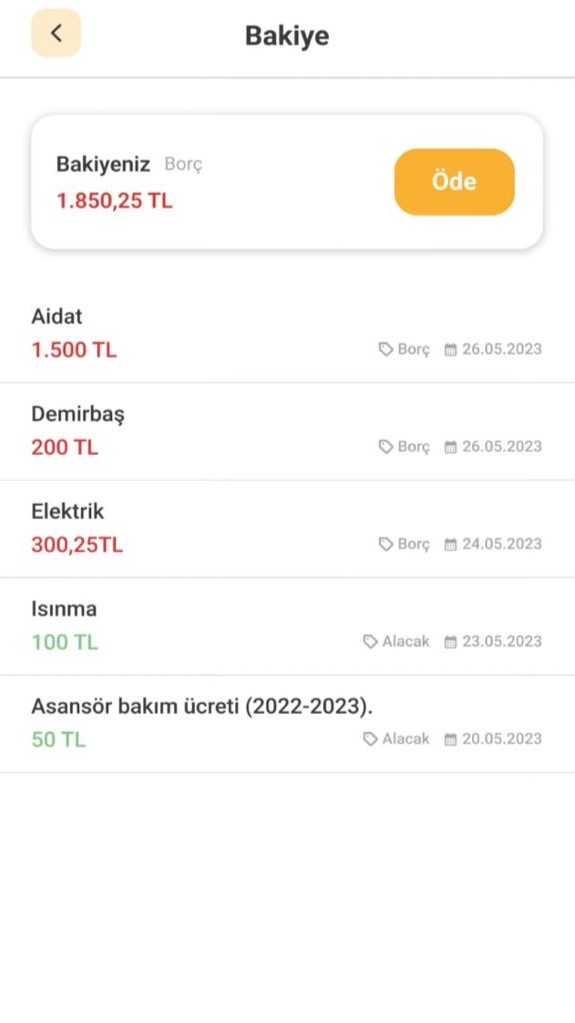 Bakiye
Bakiyeniz Borç
1.850,25 TL
Öde
Aidat
1.500 TL Borç 26.05.2023
Demirbaş
200 TL Borç 26.05.2023
Elektrik
300,25TL Borç 24.05.2023
Isınma
100 TL Alacak 23.05.2023
Asansör bakım ücreti (2022-2023).
50 TL Alacak 20.05.2023